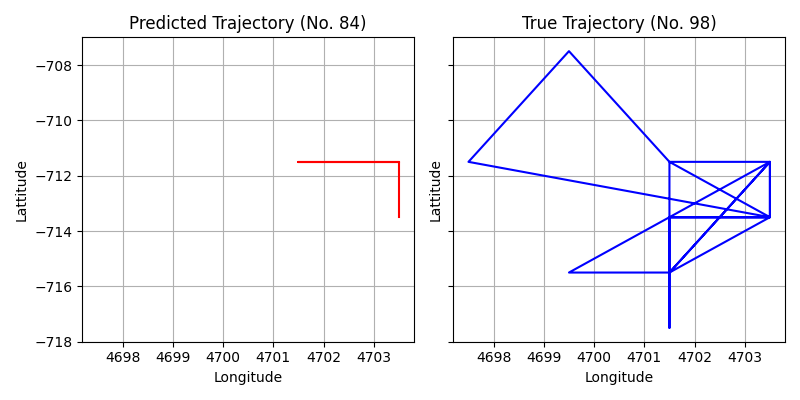 Predicted Trajectory (No. 84)
True Trajectory (No. 98)
−708
−710
−712
−714
−716
−718
Lattitude
Lattitude
4698 4699 4700 4701 4702 4703
4698 4699 4700 4701 4702 4703
Longitude
Longitude